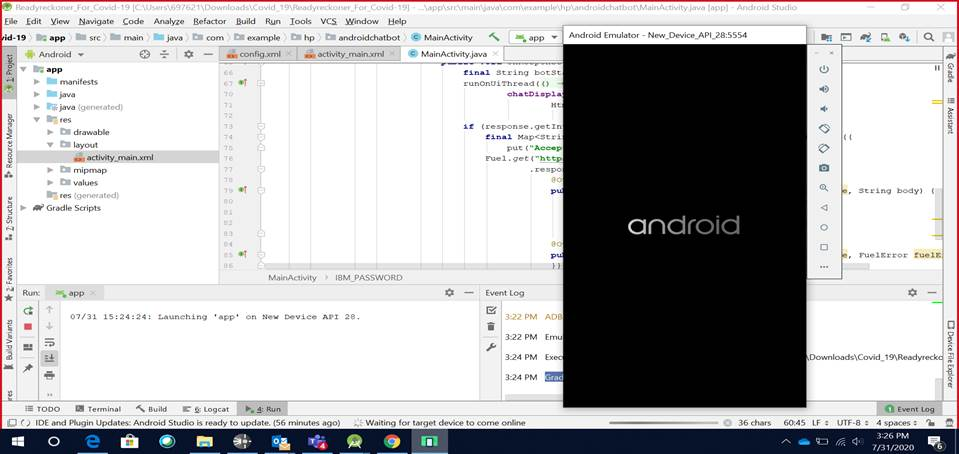 Readyreckoner_For_Covid-19 [C:\Users\697621\Downloads\Covid_19\Readyreckoner_For_Covid-19] - ...\app\src\main\java\com\example\hp\androidchatbot\MainActivity.java [app] - Android Studio
File Edit View Navigate Code Analyze Refactor Build Run Tools VCS Window Help
Android Emulator - New_Device_API_28:5554
vid-19 app src main java com example hp androidchatbot MainActivity app
Android
config.xml activity_main.xml MainActivity.java
1: Project
Resource Manager
Z: Structure
2: Favorites
Build Variants
Gradle
Assistant
Device File Explorer
app
manifests
java
java (generated)
res
drawable
layout
activity_main.xml
mipmap
values
res (generated)
Gradle Scripts
66 final String botSta
67 runOnUiThread(() →
70 chatDisplay
71 Htm
72
73 if (response.getIn
74 final Map<Stri {{
75 put("Accep
76 Fuel.get("http
77 .respon
78 @O
79 pu e, String body) {
80
81
82
83
84 @O
85 pu e, FuelError fuelE
86 })
android
MainActivity IBM_PASSWORD
Run: app
07/31 15:24:24: Launching 'app' on New Device API 28.
Event Log
3:22 PM ADB
3:22 PM Emu
3:24 PM Exec \Downloads\Covid_19\Readyrecko
3:24 PM Grad
TODO Terminal Build 6: Logcat 4: Run 1 Event Log
IDE and Plugin Updates: Android Studio is ready to update. (56 minutes ago) Waiting for target device to come online 36 chars 60:45 LF UTF-8 4 spaces
3:26 PM
7/31/2020
6